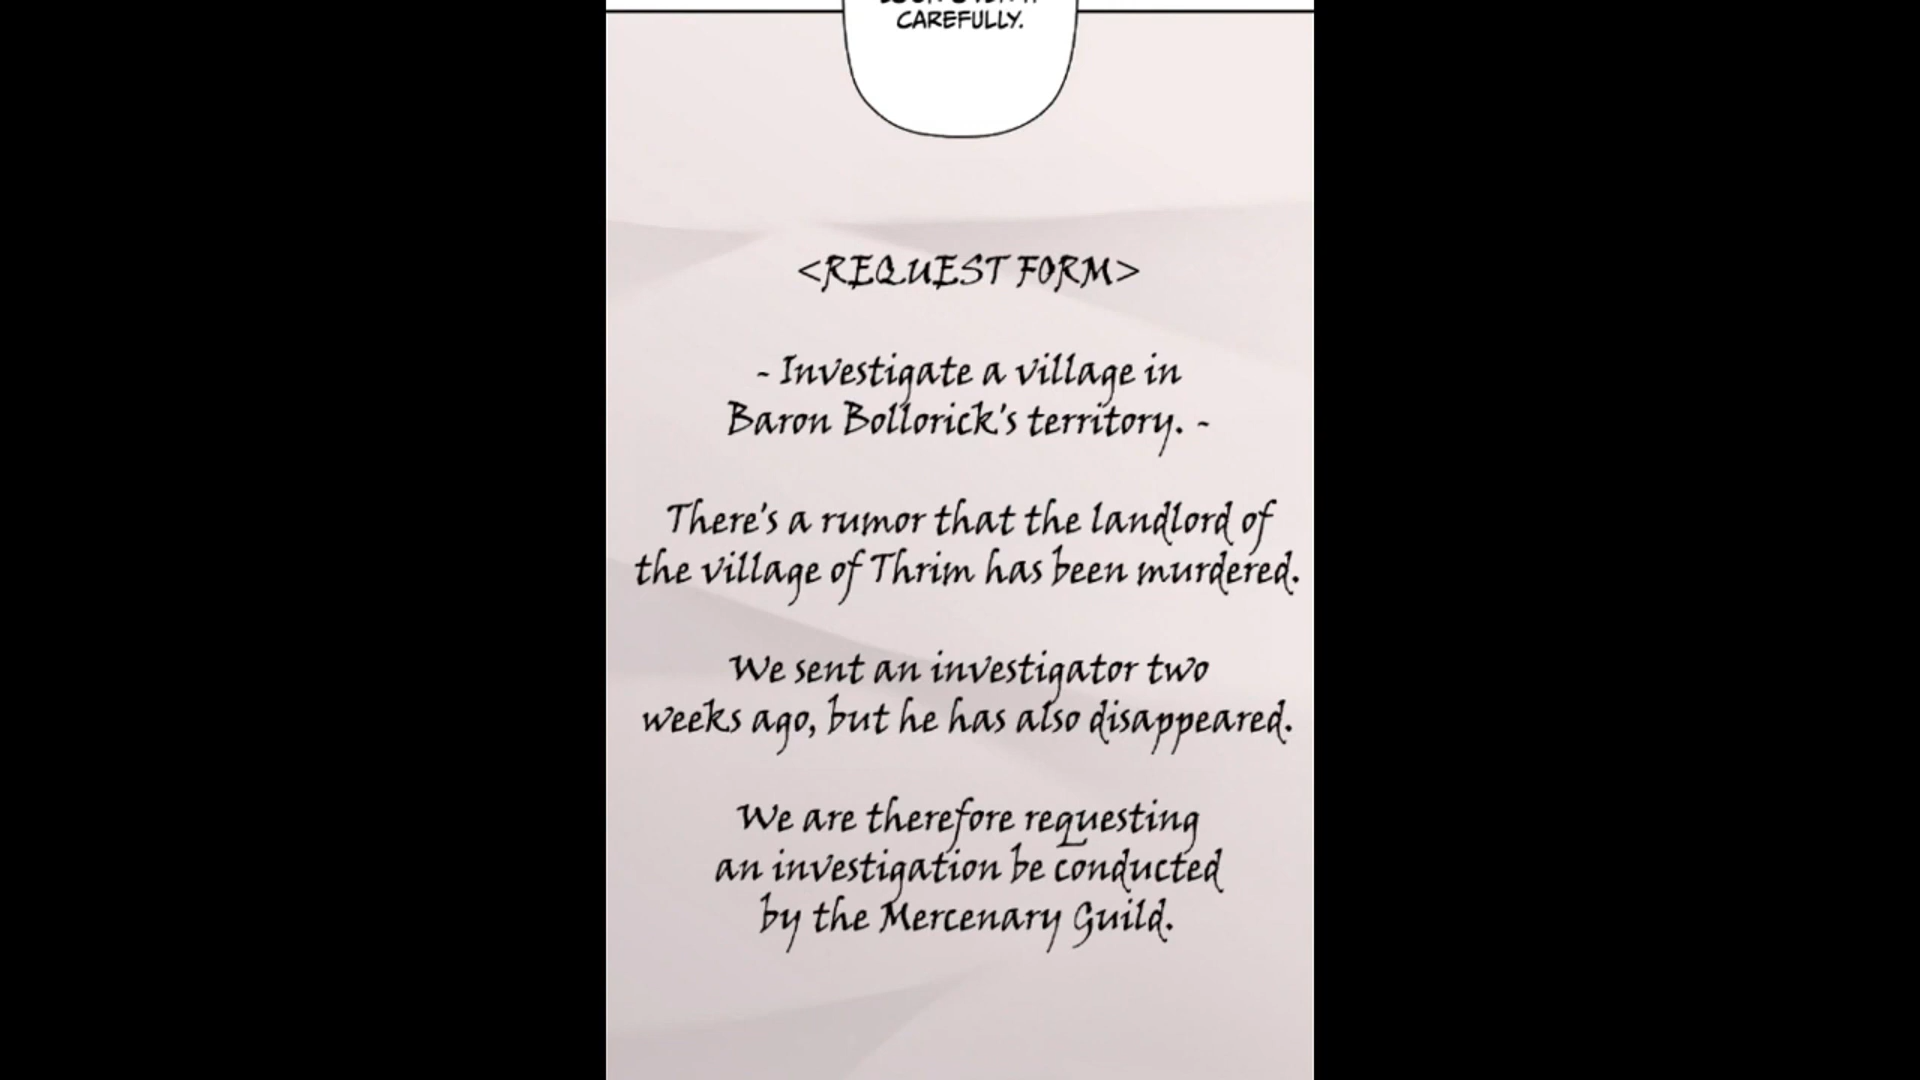 CAREFULLY.
<REQUEST FORM>
- Investigate a village in
Baron Bollorick's territory. -
There's a rumor that the landlord of
the village of Thrim has been murdered.
We sent an investigator two
weeks ago, but he has also disappeared.
We are therefore requesting
an investigation be conducted
by the Mercenary Guild.